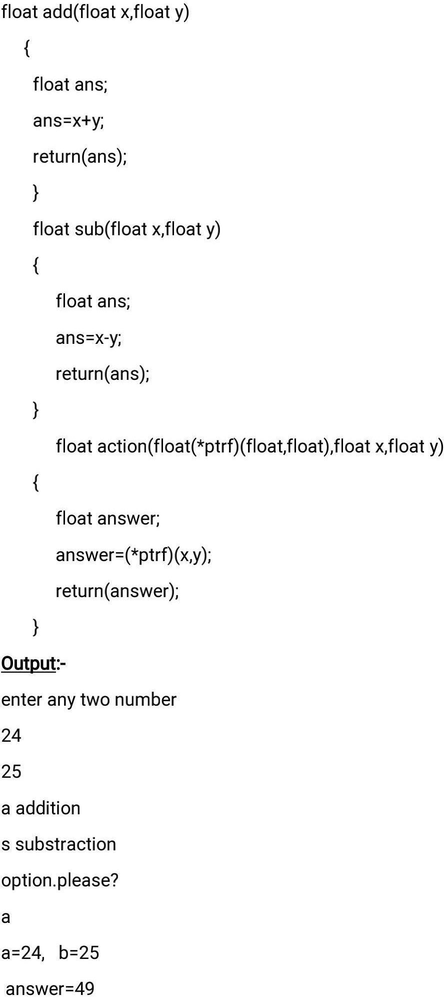 float add(float x,float y)
{
float ans;
ans=x+y;
return(ans);
}
float sub(float x,float y)
{
float ans;
ans=x-y;
return(ans);
}
float action(float(*ptrf)(float,float),float x,float y)
{
float answer;
answer=(*ptrf)(x,y);
return(answer);
}
Output:-
enter any two number
24
25
a addition
s substraction
option.please?
a
a=24, b=25
answer=49